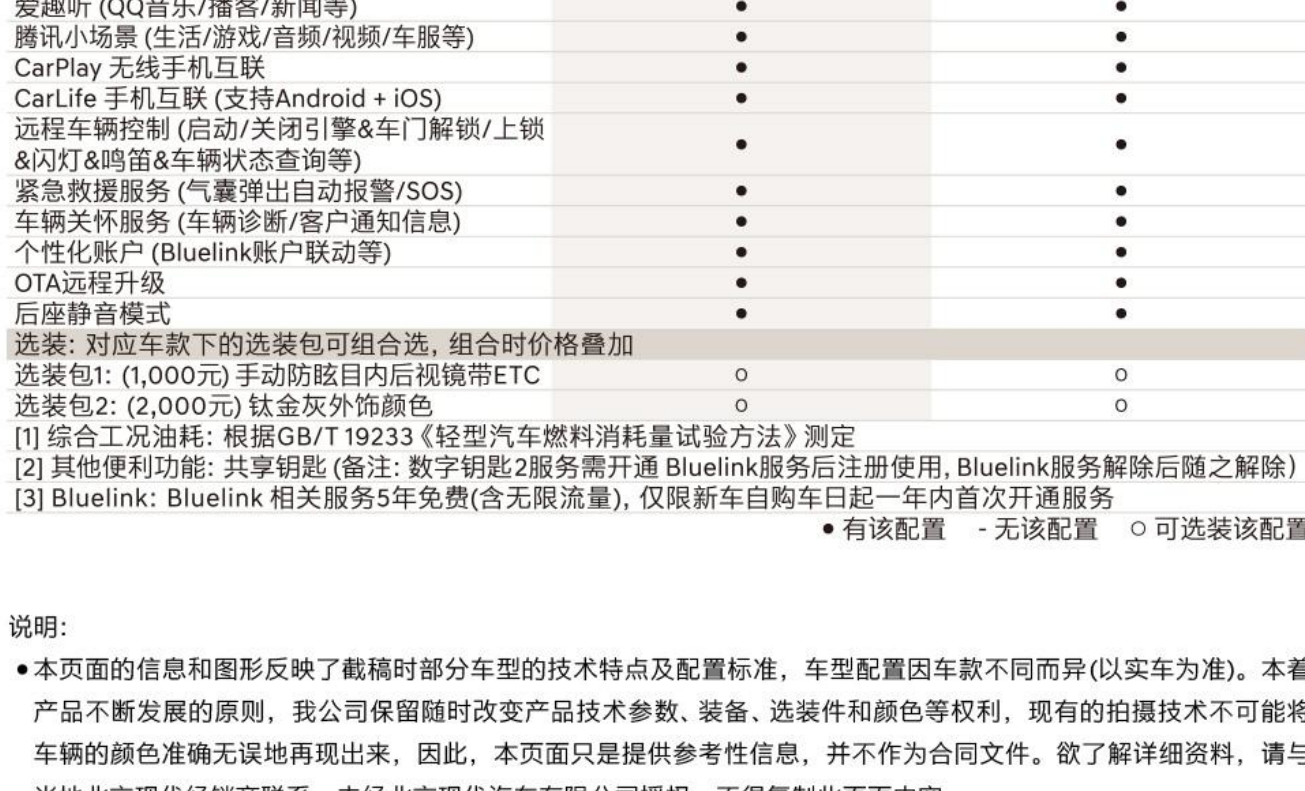 爱趣听 (QQ音乐/播客/新闻等) ● ●
腾讯小场景 (生活/游戏/音频/视频/车服等) ● ●
CarPlay 无线手机互联 ● ●
CarLife 手机互联 (支持Android + iOS) ● ●
远程车辆控制 (启动/关闭引擎&车门解锁/上锁
&闪灯&鸣笛&车辆状态查询等) ● ●
紧急救援服务 (气囊弹出自动报警/SOS) ● ●
车辆关怀服务 (车辆诊断/客户通知信息) ● ●
个性化账户 (Bluelink账户联动等) ● ●
OTA远程升级 ● ●
后座静音模式 ● ●
选装: 对应车款下的选装包可组合选, 组合时价格叠加
选装包1: (1,000元) 手动防眩目内后视镜带ETC ○ ○
选装包2: (2,000元) 钛金灰外饰颜色 ○ ○
[1] 综合工况油耗: 根据GB/T 19233《轻型汽车燃料消耗量试验方法》测定
[2] 其他便利功能: 共享钥匙 (备注: 数字钥匙2服务需开通 Bluelink服务后注册使用, Bluelink服务解除后随之解除)
[3] Bluelink: Bluelink 相关服务5年免费(含无限流量), 仅限新车自购车日起一年内首次开通服务
● 有该配置 - 无该配置 ○ 可选装该配置
说明:
● 本页面的信息和图形反映了截稿时部分车型的技术特点及配置标准，车型配置因车款不同而异(以实车为准)。本着
产品不断发展的原则，我公司保留随时改变产品技术参数、装备、选装件和颜色等权利，现有的拍摄技术不可能将
车辆的颜色准确无误地再现出来，因此，本页面只是提供参考性信息，并不作为合同文件。欲了解详细资料，请与